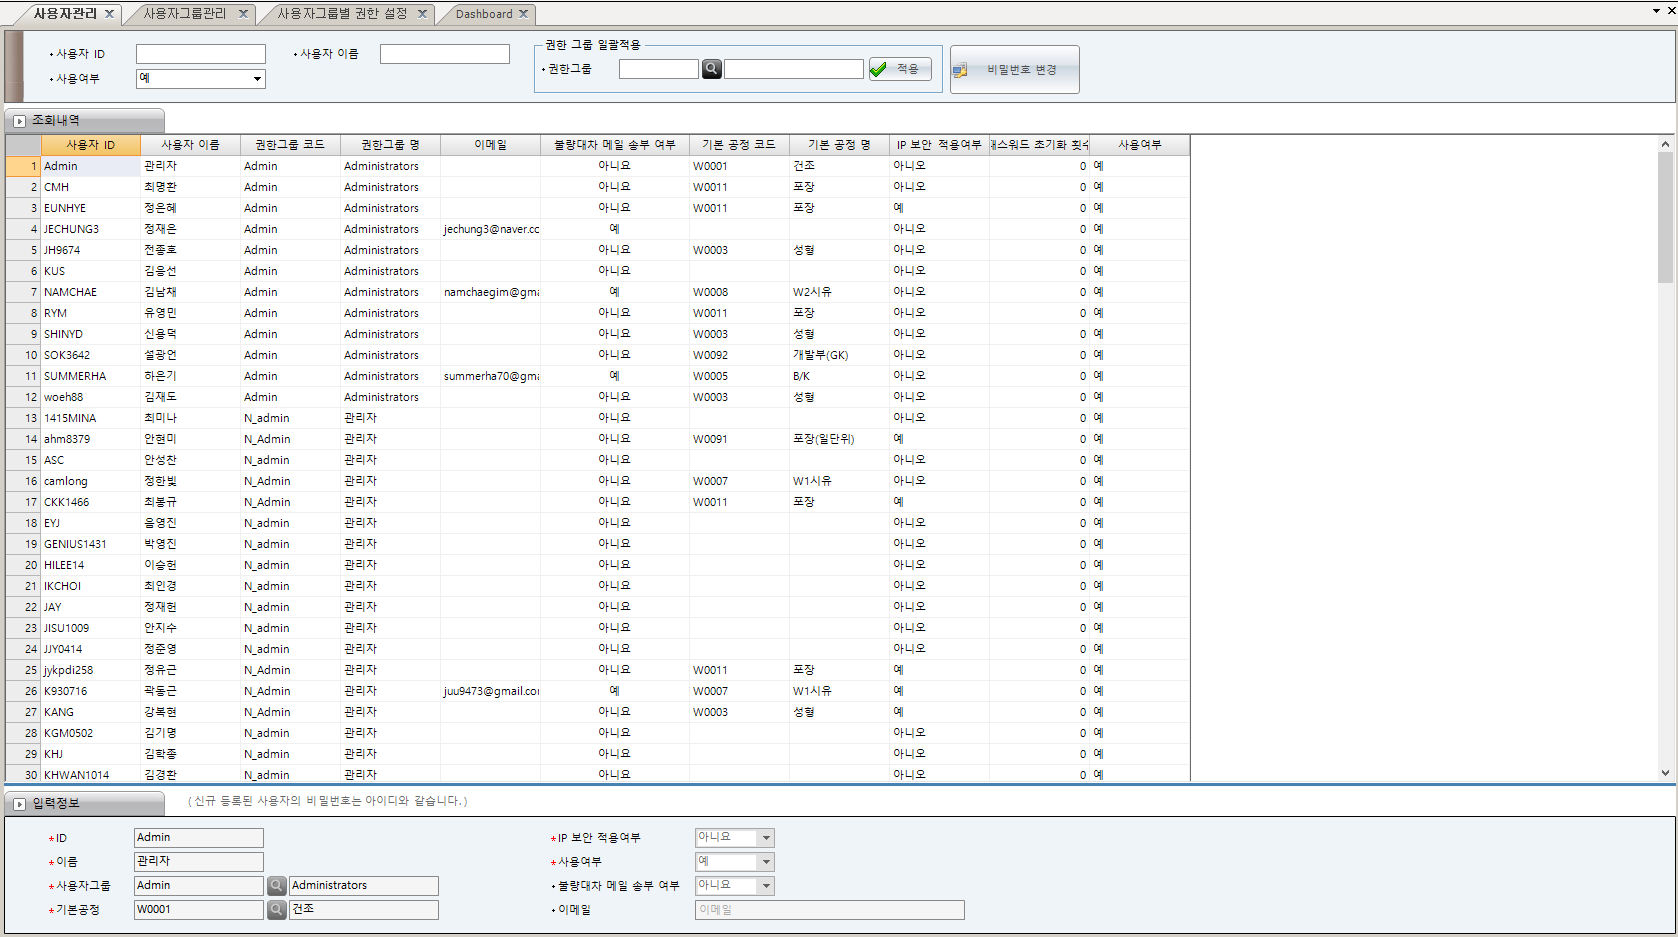 사용자관리 사용자그룹관리 사용자그룹별 권한 설정 Dashboard
사용자 ID 사용자 이름 권한 그룹 일괄적용
권한그룹 적용 비밀번호 변경
사용여부 예
조회내역
사용자 ID 사용자 이름 권한그룹 코드 권한그룹 명 이메일 불량대차 메일 송부 여부 기본 공정 코드 기본 공정 명 IP 보안 적용여부 스워드 초기화 횟수 사용여부
1 Admin 관리자 Admin Administrators 아니요 W0001 건조 아니오 0 예
2 CMH 최명환 Admin Administrators 아니요 W0011 포장 아니오 0 예
3 EUNHYE 정은혜 Admin Administrators 아니요 W0011 포장 예 0 예
4 JECHUNG3 정재은 Admin Administrators jechung3@naver.cc 예 아니오 0 예
5 JH9674 전종호 Admin Administrators 아니요 W0003 성형 아니오 0 예
6 KUS 김응선 Admin Administrators 아니요 아니오 0 예
7 NAMCHAE 김남채 Admin Administrators namchaegim@gma 예 W0008 W2시유 아니오 0 예
8 RYM 유영민 Admin Administrators 아니요 W0011 포장 아니오 0 예
9 SHINYD 신용덕 Admin Administrators 아니요 W0003 성형 아니오 0 예
10 SOK3642 설광언 Admin Administrators 아니요 W0092 개발부(GK) 아니오 0 예
11 SUMMERHA 하은기 Admin Administrators summerha70@gma 예 W0005 B/K 아니오 0 예
12 woeh88 김재도 Admin Administrators 아니요 W0003 성형 아니오 0 예
13 1415MINA 최미나 N_admin 관리자 아니요 아니오 0 예
14 ahm8379 안현미 N_Admin 관리자 아니요 W0091 포장(일단위) 예 0 예
15 ASC 안성찬 N_admin 관리자 아니요 아니오 0 예
16 camlong 정한빛 N_Admin 관리자 아니요 W0007 W1시유 아니오 0 예
17 CKK1466 최봉규 N_Admin 관리자 아니요 W0011 포장 예 0 예
18 EYJ 음영진 N_admin 관리자 아니요 아니오 0 예
19 GENIUS1431 박영진 N_admin 관리자 아니요 아니오 0 예
20 HILEE14 이승헌 N_admin 관리자 아니요 아니오 0 예
21 IKCHOI 최인경 N_admin 관리자 아니요 아니오 0 예
22 JAY 정재헌 N_admin 관리자 아니요 아니오 0 예
23 JISU1009 안지수 N_admin 관리자 아니요 아니오 0 예
24 JJY0414 정준영 N_admin 관리자 아니요 아니오 0 예
25 jykpdi258 정유근 N_Admin 관리자 아니요 W0011 포장 예 0 예
26 K930716 곽동근 N_Admin 관리자 juu9473@gmail.co 예 W0007 W1시유 예 0 예
27 KANG 강복현 N_Admin 관리자 아니요 W0003 성형 예 0 예
28 KGM0502 김기명 N_admin 관리자 아니요 아니오 0 예
29 KHJ 김학종 N_admin 관리자 아니요 아니오 0 예
30 KHWAN1014 김경환 N_admin 관리자 아니요 아니오 0 예
입력정보 (신규 등록된 사용자의 비밀번호는 아이디와 같습니다.)
*ID Admin *IP 보안 적용여부 아니요
*이름 관리자 *사용여부 예
*사용자그룹 Admin Administrators 불량대차 메일 송부 여부 아니요
*기본공정 W0001 건조 이메일 이메일